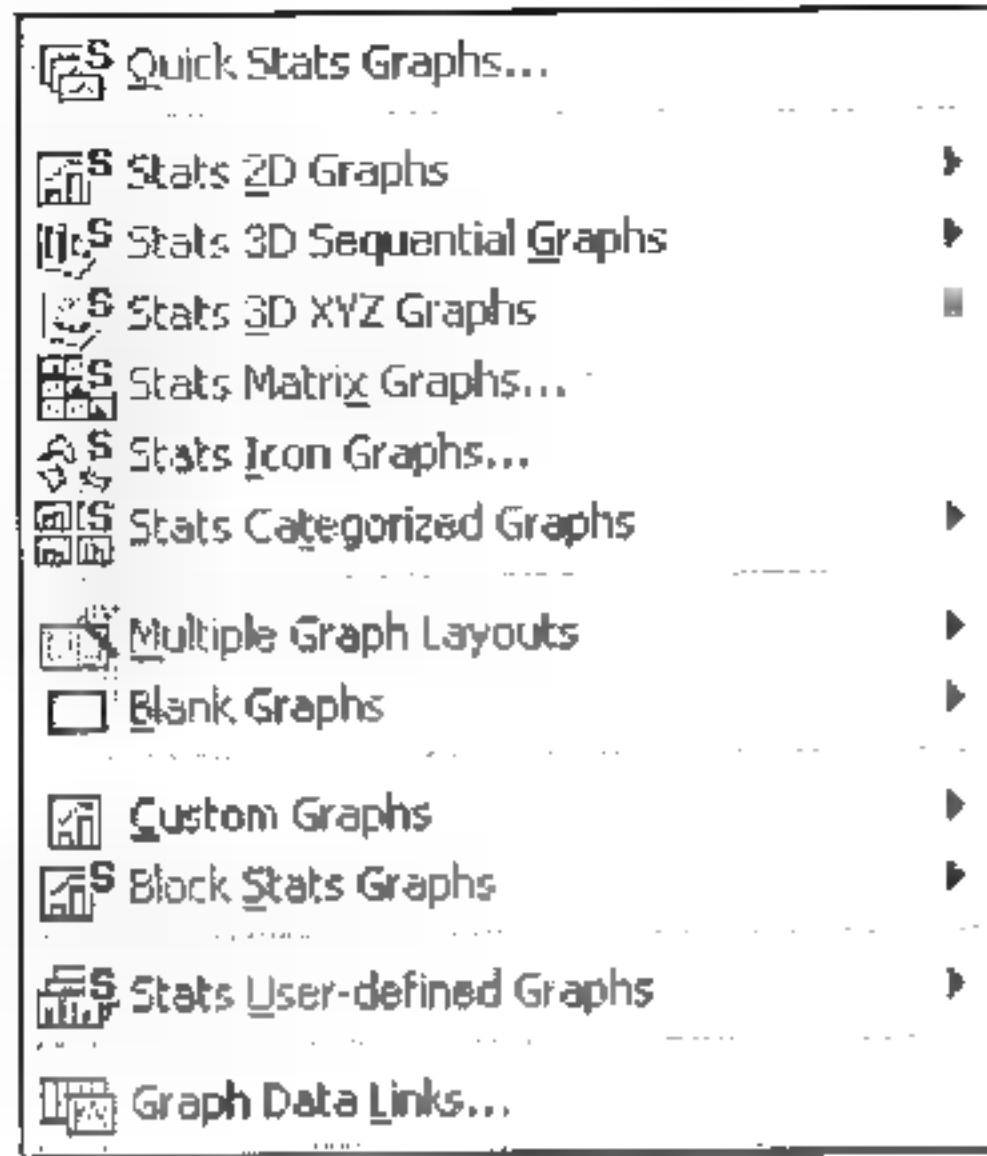 Quick Stats Graphs...
Stats 2D Graphs
Stats 3D Sequential Graphs
Stats 3D XYZ Graphs
Stats Matrix Graphs...
Stats Icon Graphs...
Stats Categorized Graphs
Multiple Graph Layouts
Blank Graphs
Custom Graphs
Block Stats Graphs
Stats User-defined Graphs
Graph Data Links...